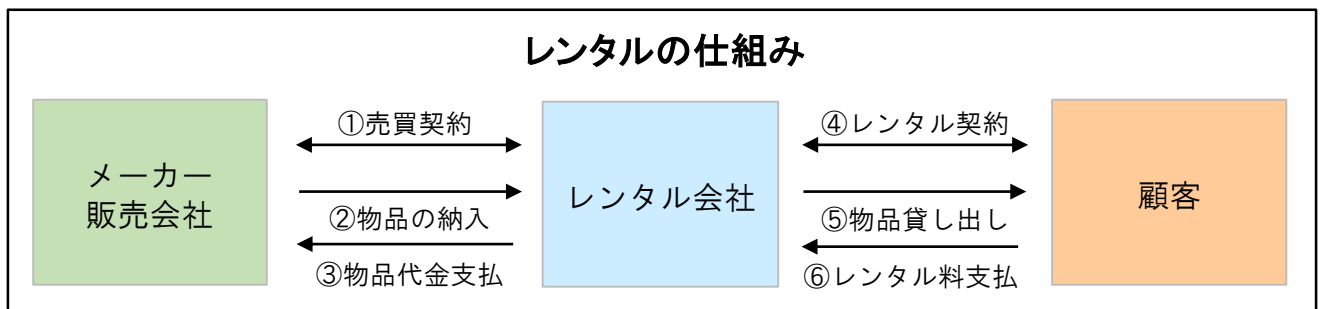 レンタルの仕組み
メーカー
販売会社
①売買契約
②物品の納入
③物品代金支払
レンタル会社
④レンタル契約
⑤物品貸し出し
⑥レンタル料支払
顧客